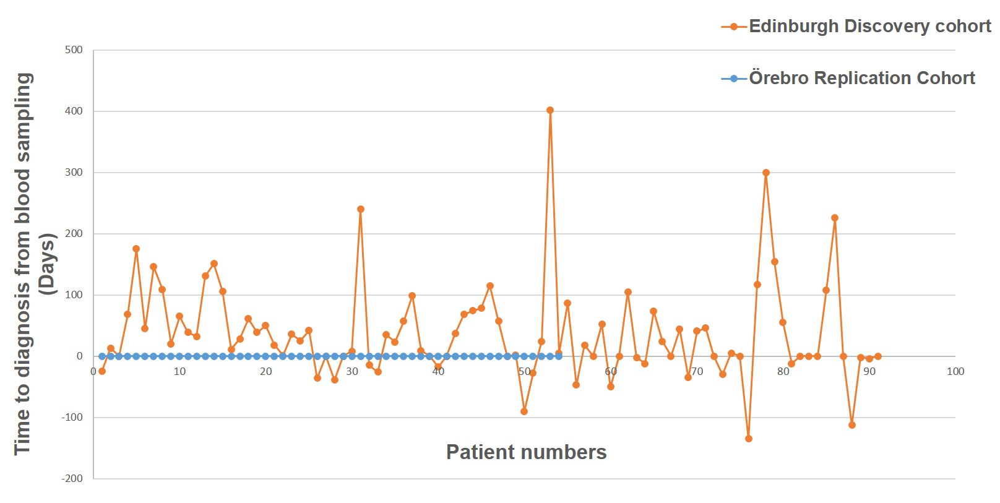 Edinburgh Discovery cohort
Örebro Replication Cohort
Time to diagnosis from blood sampling
(Days)
500
400
300
200
100
0
-100
-200
0 10 20 30 40 50 60 70 80 90 100
Patient numbers